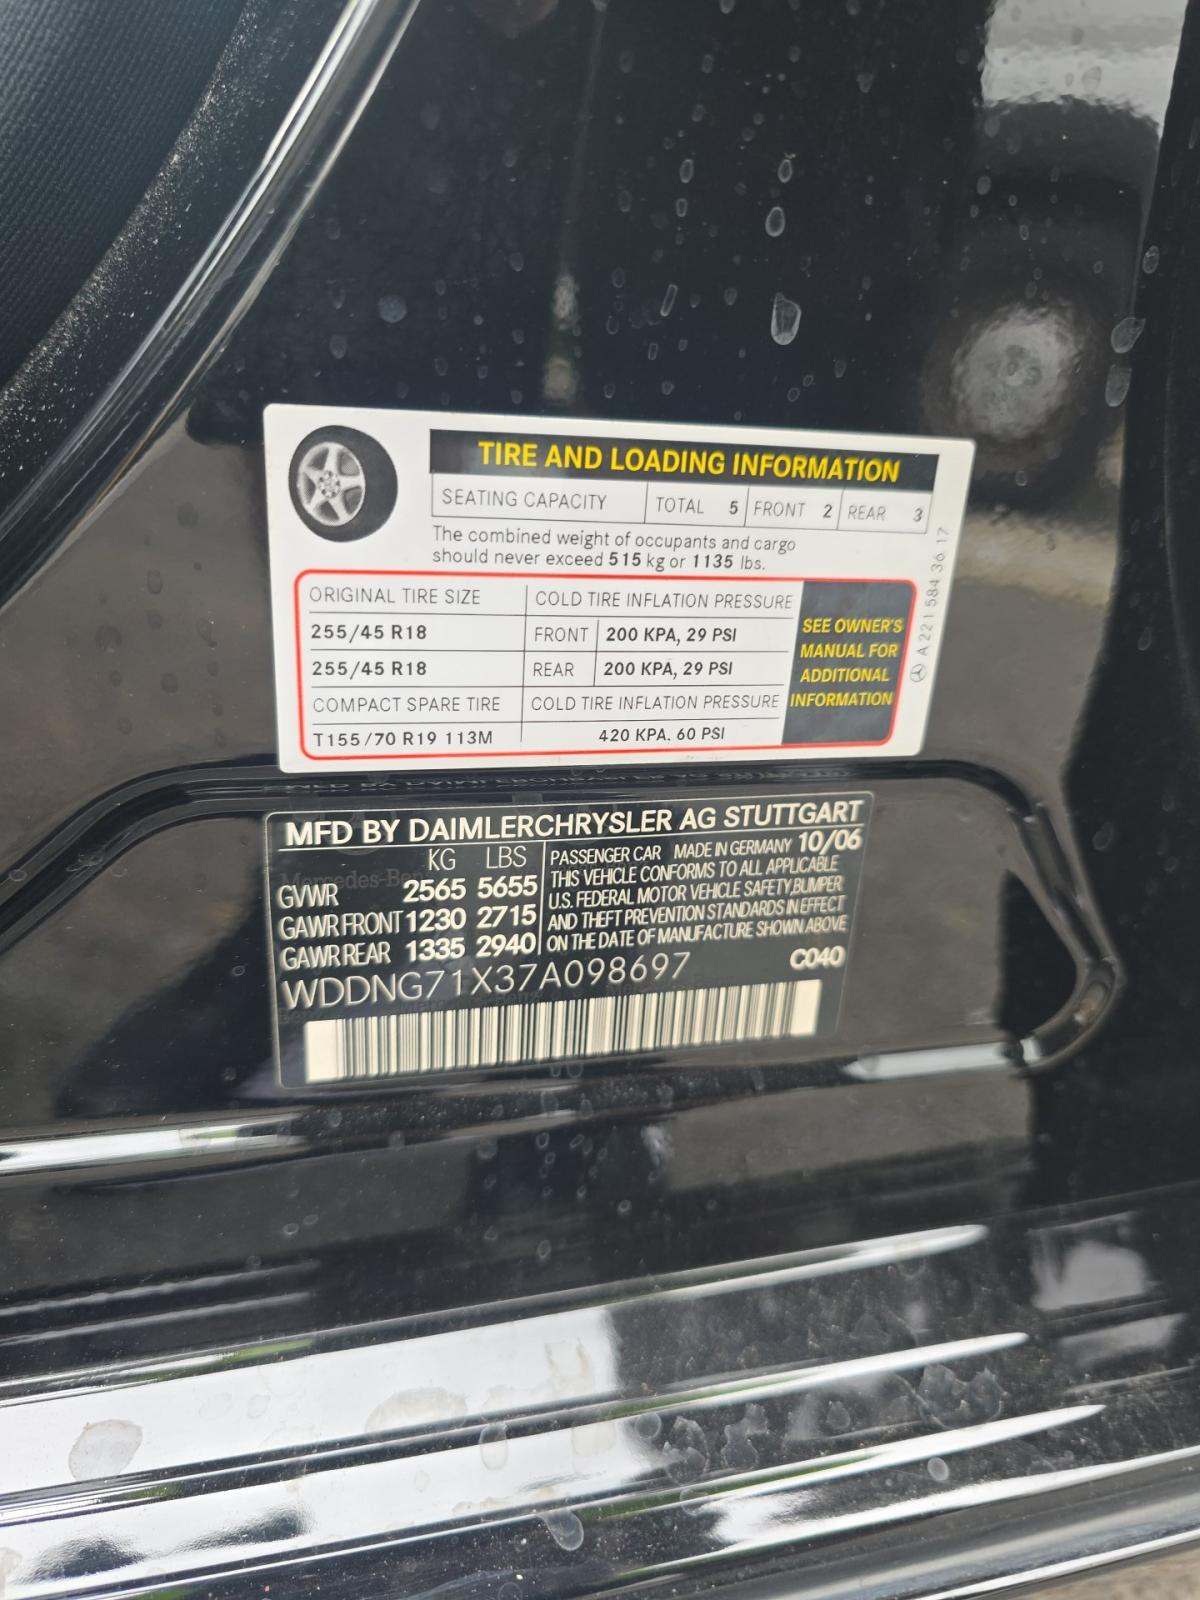 TIRE AND LOADING INFORMATION
SEATING CAPACITY TOTAL 5 FRONT 2 REAR 3
The combined weight of occupants and cargo
should never exceed 515 kg or 1135 lbs.
ORIGINAL TIRE SIZE COLD TIRE INFLATION PRESSURE
255/45 R18 FRONT 200 KPA, 29 PSI
255/45 R18 REAR 200 KPA, 29 PSI
COMPACT SPARE TIRE COLD TIRE INFLATION PRESSURE
T155/70 R19 113M 420 KPA. 60 PSI
SEE OWNER'S
MANUAL FOR
ADDITIONAL
INFORMATION
A 221 584 36 17
MFD BY DAIMLERCHRYSLER AG STUTTGART
KG LBS
GVWR 2565 5655
GAWR FRONT 1230 2715
GAWR REAR 1335 2940
PASSENGER CAR MADE IN GERMANY 10/06
THIS VEHICLE CONFORMS TO ALL APPLICABLE
U.S. FEDERAL MOTOR VEHICLE SAFETY,BUMPER
AND THEFT PREVENTION STANDARDS IN EFFECT
ON THE DATE OF MANUFACTURE SHOWN ABOVE
C040
WDDNG71X37A098697